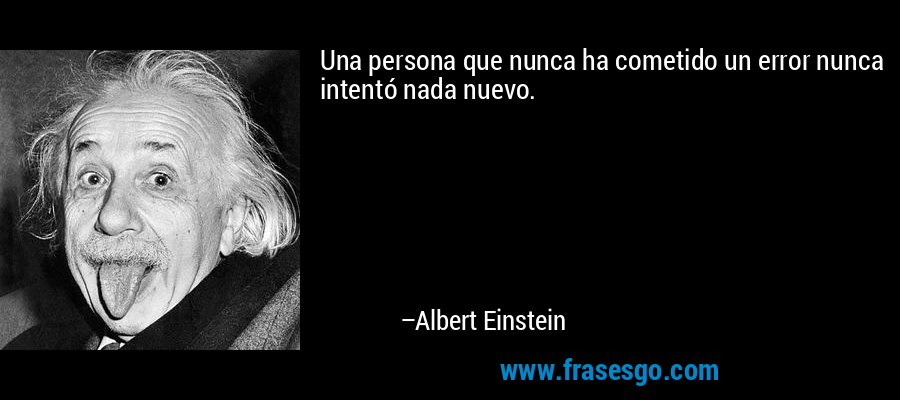 Una persona que nunca ha cometido un error nunca
intentó nada nuevo.
–Albert Einstein
www.frasesgo.com